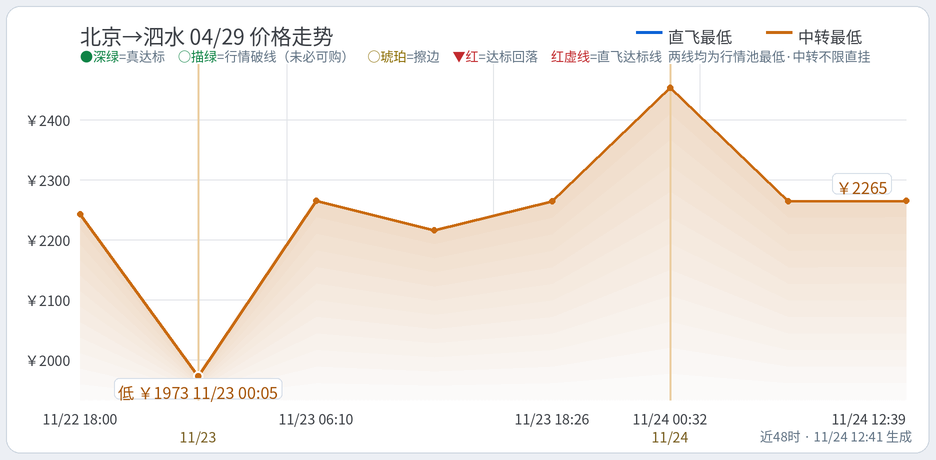 北京→泗水 04/29 价格走势
直飞最低 中转最低
●深绿=真达标 ○描绿=行情破线（未必可购） ○琥珀=擦边 ▼红=达标回落 红虚线=直飞达标线 两线均为行情池最低·中转不限直挂
￥2400
￥2300
￥2200
￥2100
￥2000
￥2265
低 ￥1973 11/23 00:05
11/22 18:00 11/23 06:10 11/23 18:26 11/24 00:32 11/24 12:39
11/23 11/24
近48时 · 11/24 12:41 生成